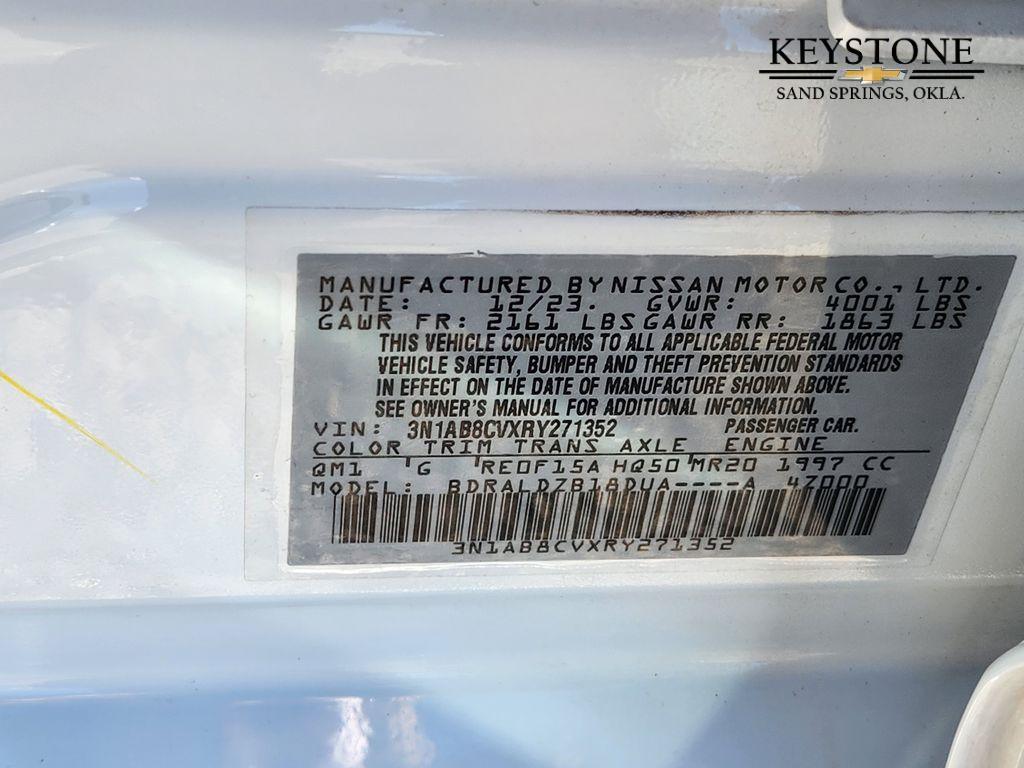 KEYSTONE
SAND SPRINGS, OKLA.
MANUFACTURED BY NISSAN MOTOR CO., LTD.
DATE: 12/23. GVWR: 4001 LBS
GAWR FR: 2161 LBS GAWR RR: 1863 LBS
THIS VEHICLE CONFORMS TO ALL APPLICABLE FEDERAL MOTOR
VEHICLE SAFETY, BUMPER AND THEFT PREVENTION STANDARDS
IN EFFECT ON THE DATE OF MANUFACTURE SHOWN ABOVE.
SEE OWNER'S MANUAL FOR ADDITIONAL INFORMATION.
VIN: 3N1AB8CVXRY271352 PASSENGER CAR.
COLOR TRIM TRANS AXLE ENGINE
QM1 'G 'RE0F15A HQ50'MR20 1997 CC
MODEL: BDRALDZB18DUA----A 47000
3N1AB8CVXRY271352